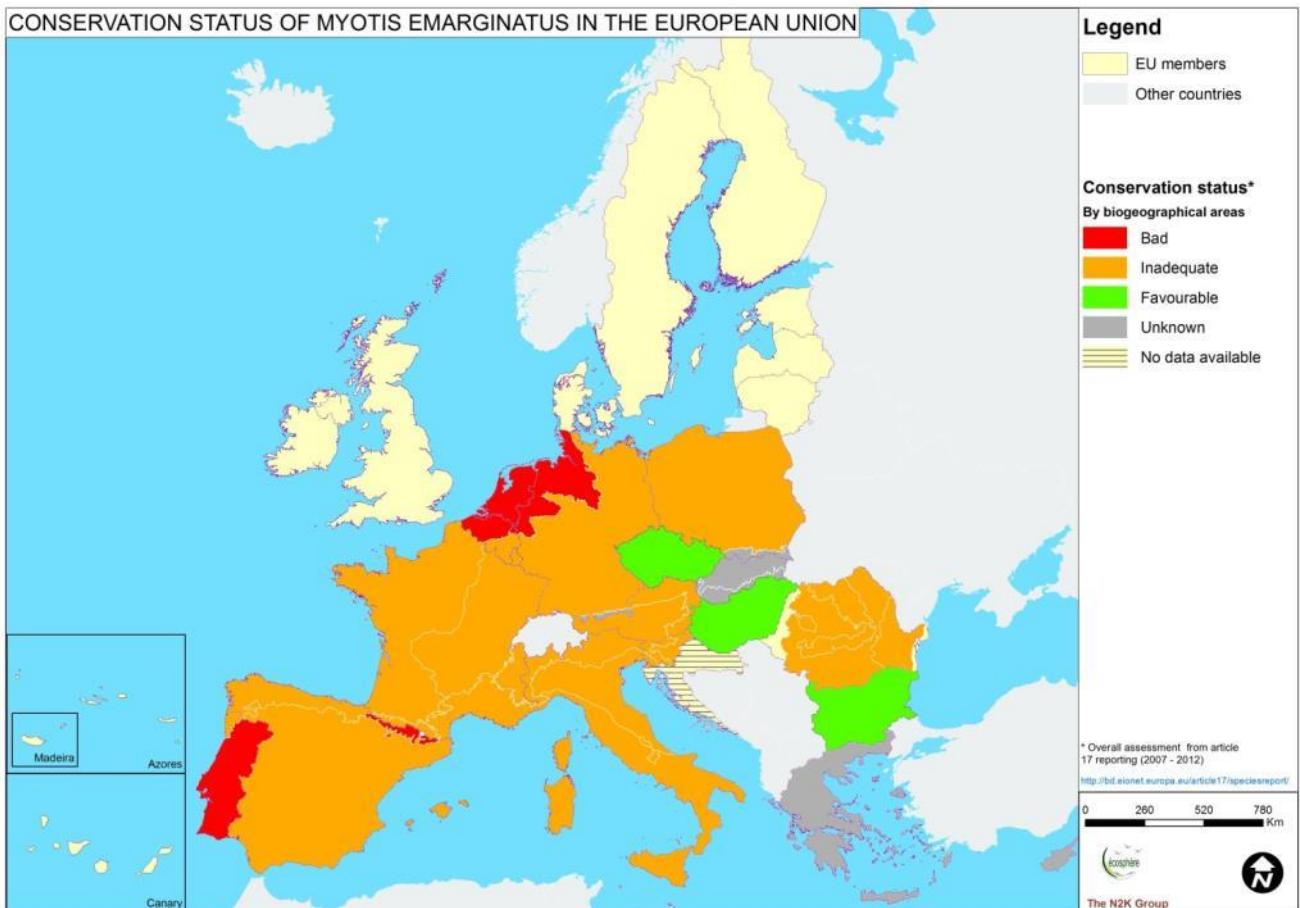 CONSERVATION STATUS OF MYOTIS EMARGINATUS IN THE EUROPEAN UNION
Legend
EU members
Other countries
Conservation status*
By biogeographical areas
Bad
Inadequate
Favourable
Unknown
No data available
Madeira
Azores
Canary
* Overall assessment from article
17 reporting (2007 - 2012)
http://bd.eionet.europa.eu/article17/speciesreport/
0 260 520 780
Km
écosphère
N
The N2K Group